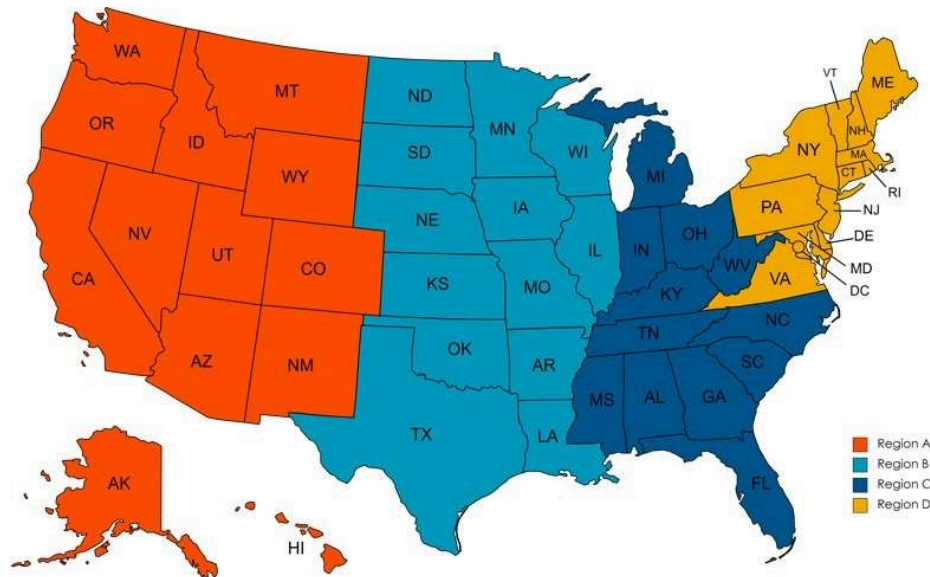 WA
MT
ND
MN
ME
VT
NH
OR
ID
SD
WI
NY
MA
CT
RI
WY
MI
NE
IA
PA
NJ
NV
UT
CO
IL
IN
OH
DE
CA
KS
MO
WV
VA
MD
DC
KY
NC
TN
AZ
NM
OK
AR
SC
MS
AL
GA
TX
LA
Region A
Region B
AK
FL
Region C
Region D
HI